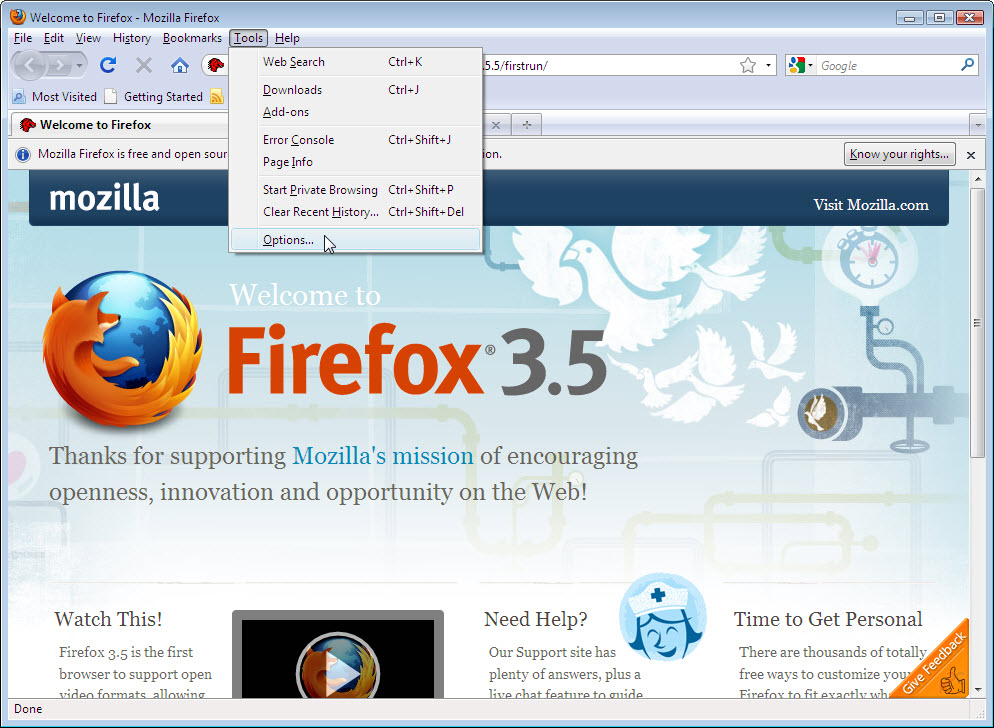 Welcome to Firefox - Mozilla Firefox
File Edit View History Bookmarks Tools Help
5.5/firstrun/
Google
Most Visited Getting Started
Welcome to Firefox
Web Search Ctrl+K
Downloads Ctrl+J
Add-ons
Error Console Ctrl+Shift+J
Page Info
Start Private Browsing Ctrl+Shift+P
Clear Recent History... Ctrl+Shift+Del
Options...
Mozilla Firefox is free and open
Know your rights...
mozilla
Visit Mozilla.com
Welcome to
Firefox® 3.5
Thanks for supporting Mozilla's mission of encouraging
openness, innovation and opportunity on the Web!
Watch This!
Firefox 3.5 is the first
browser to support open
video formats, allowing
Need Help?
Our Support site has
plenty of answers, plus a
live chat feature to guide
Time to Get Personal
There are thousands of totally
free ways to customize your
Firefox to fit exactly
Give Feedback
Done